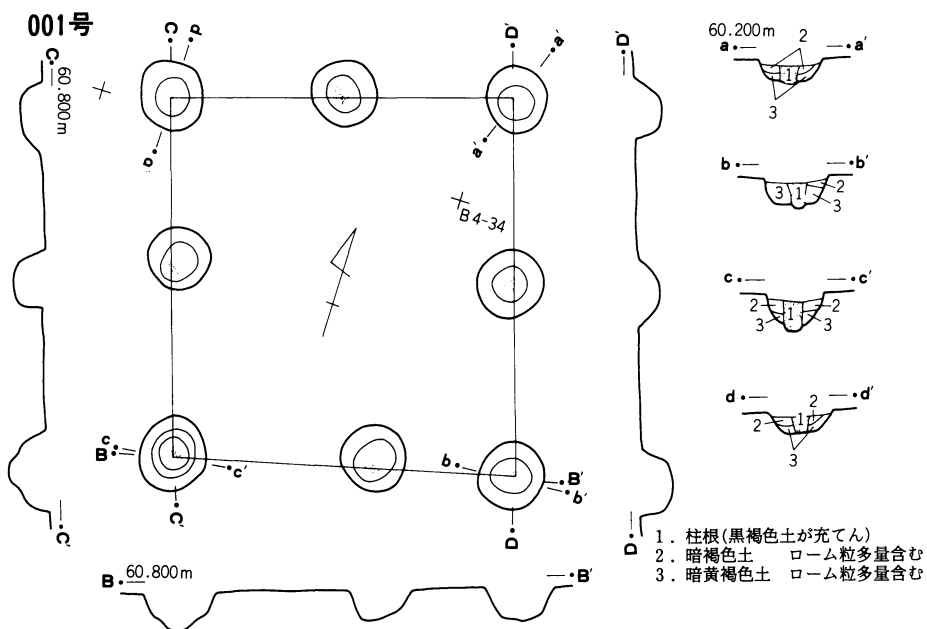 001号
C
d
D'
a'
C
60.800m
d
a'
D'
B4-34
c
B
c'
C'
b
B'
b'
D
C'
D
B 60.800m B'
60.200m
a a'
2
1
3
b b'
3 1 2
3
c c'
2 1 2
3 3
d d'
2
2 1
3
1. 柱根(黒褐色土が充てん)
2. 暗褐色土 ローム粒多量含む
3. 暗黄褐色土 ローム粒多量含む